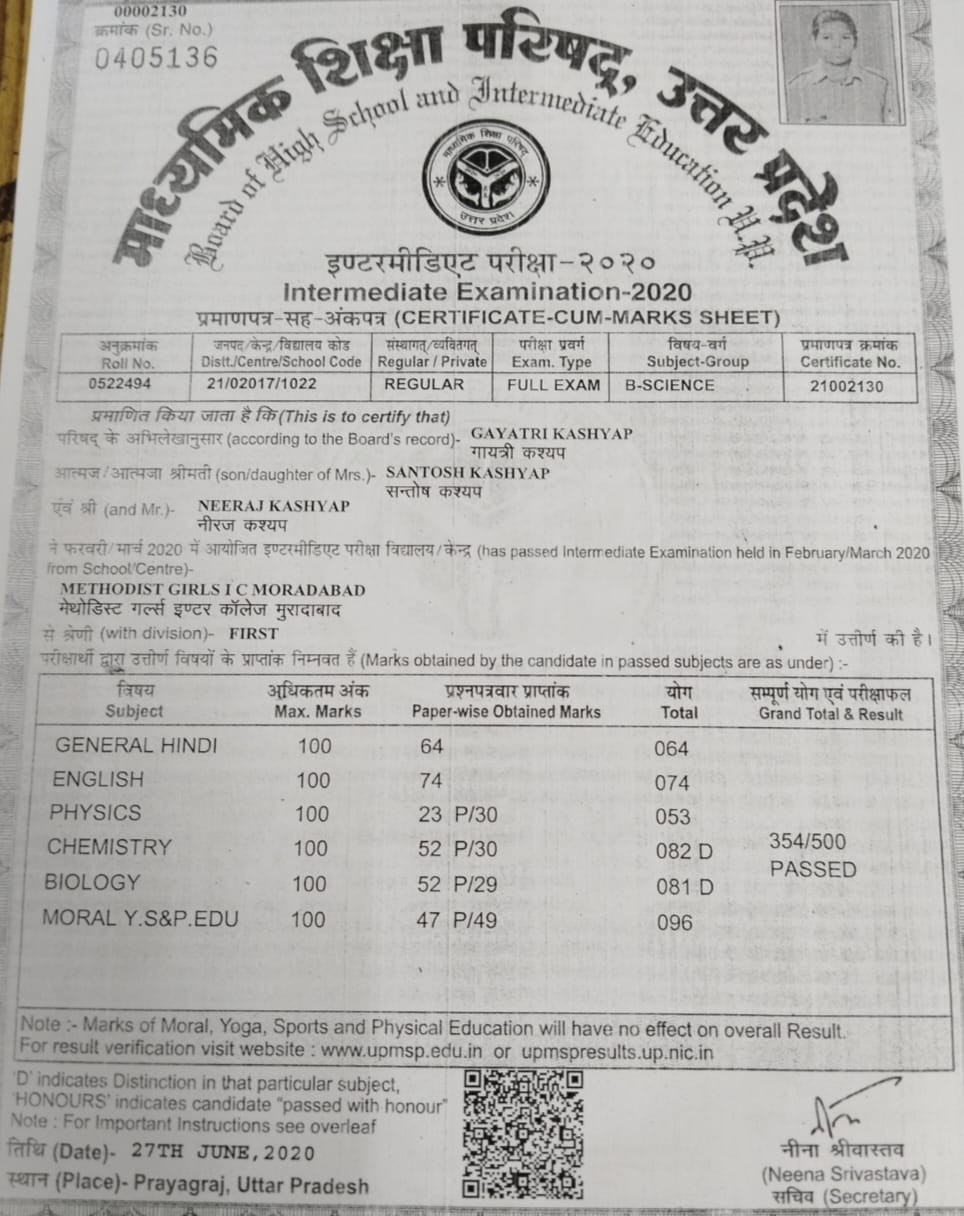 00002130
क्रमांक (Sr. No.)
0405136
माध्यमिक शिक्षा परिषद्, उत्तर प्रदेश
Board of High School and Intermediate Education U.P.
माध्यमिक शिक्षा परिषद
उत्तर प्रदेश
इण्टरमीडिएट परीक्षा-२०२०
Intermediate Examination-2020
प्रमाणपत्र-सह-अंकपत्र (CERTIFICATE-CUM-MARKS SHEET)
अनुक्रमांक जनपद/केन्द्र/विद्यालय कोड संस्थागत्/व्यक्तिगत् परीक्षा प्रवर्ग विषय-वर्ग प्रमाणपत्र क्रमांक
Roll No. Distt./Centre/School Code Regular / Private Exam. Type Subject-Group Certificate No.
0522494 21/02017/1022 REGULAR FULL EXAM B-SCIENCE 21002130
प्रमाणित किया जाता है कि (This is to certify that)
परिषद् के अभिलेखानुसार (according to the Board's record)- GAYATRI KASHYAP
गायत्री कश्यप
आत्मज/आत्मजा श्रीमती (son/daughter of Mrs.)- SANTOSH KASHYAP
सन्तोष कश्यप
एवं श्री (and Mr.)- NEERAJ KASHYAP
नीरज कश्यप
ने फरवरी/मार्च 2020 में आयोजित इण्टरमीडिएट परीक्षा विद्यालय/केन्द्र (has passed Intermediate Examination held in February/March 2020
from School/Centre)-
METHODIST GIRLS I C MORADABAD
मेथोडिस्ट गर्ल्स इण्टर कॉलेज मुरादाबाद
से श्रेणी (with division)- FIRST में उत्तीर्ण की है।
परीक्षार्थी द्वारा उत्तीर्ण विषयों के प्राप्तांक निम्नवत हैं (Marks obtained by the candidate in passed subjects are as under) :-
विषय अधिकतम अंक प्रश्नपत्रवार प्राप्तांक योग सम्पूर्ण योग एवं परीक्षाफल
Subject Max. Marks Paper-wise Obtained Marks Total Grand Total & Result
GENERAL HINDI 100 64 064
ENGLISH 100 74 074
PHYSICS 100 23 P/30 053
CHEMISTRY 100 52 P/30 082 D 354/500
PASSED
BIOLOGY 100 52 P/29 081 D
MORAL Y.S&P.EDU 100 47 P/49 096
Note :- Marks of Moral, Yoga, Sports and Physical Education will have no effect on overall Result.
For result verification visit website : www.upmsp.edu.in or upmspresults.up.nic.in
'D' indicates Distinction in that particular subject,
'HONOURS' indicates candidate "passed with honour"
Note : For Important Instructions see overleaf
तिथि (Date)- 27TH JUNE, 2020
स्थान (Place)- Prayagraj, Uttar Pradesh
नीना श्रीवास्तव
(Neena Srivastava)
सचिव (Secretary)